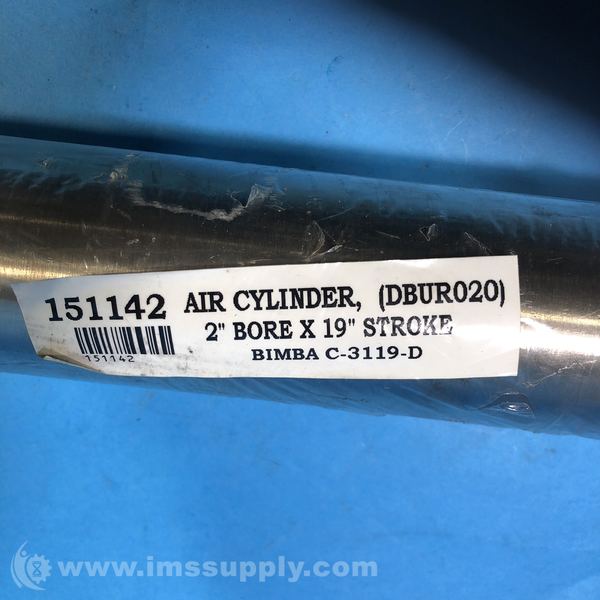 151142 AIR CYLINDER, (DBUR020)
2" BORE X 19" STROKE
151142 BIMBA C-3119-D
www.imssupply.com